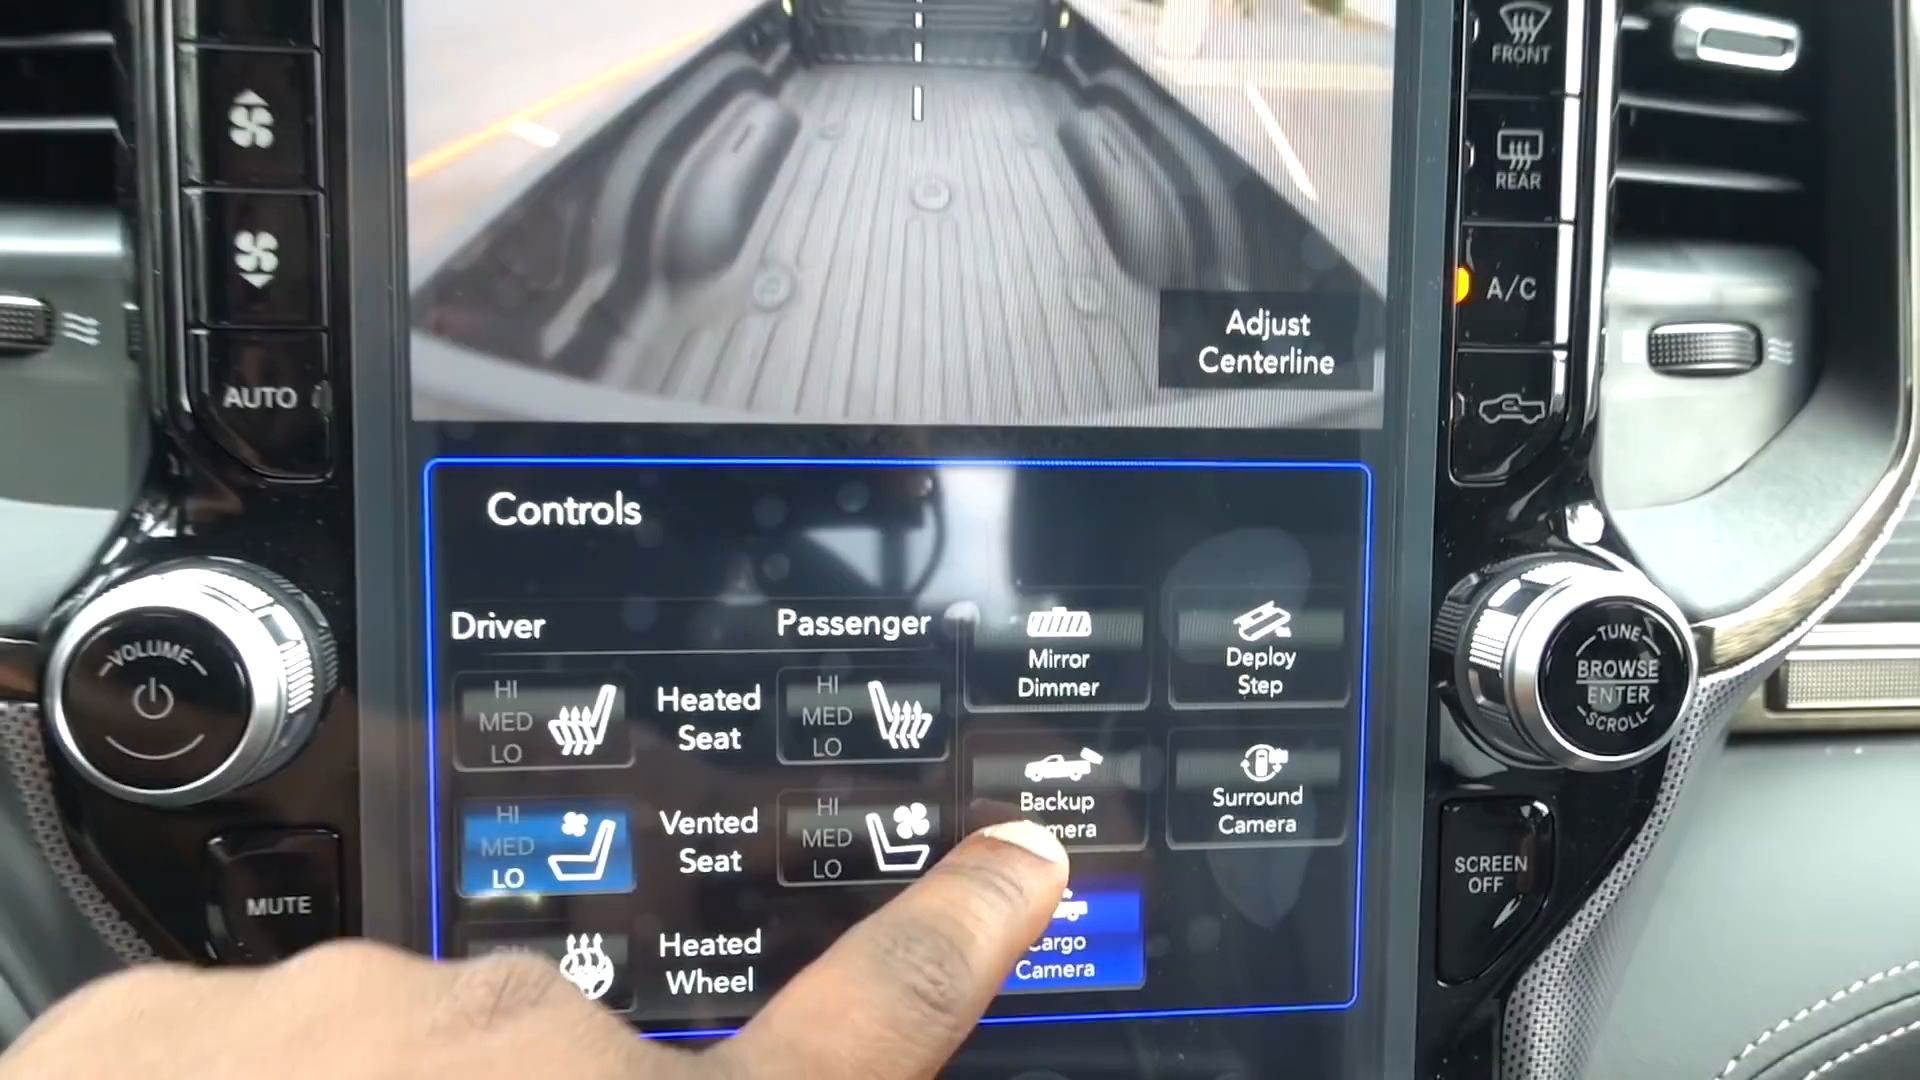 FRONT
REAR
A/C
AUTO
Adjust
Centerline
Controls
Driver
Passenger
HI
MED
LO
Heated
Seat
HI
MED
LO
Mirror
Dimmer
Deploy
Step
HI
MED
LO
Vented
Seat
HI
MED
LO
Backup
Camera
Surround
Camera
Heated
Wheel
Cargo
Camera
VOLUME
MUTE
TUNE
BROWSE
ENTER
SCROLL
SCREEN
OFF